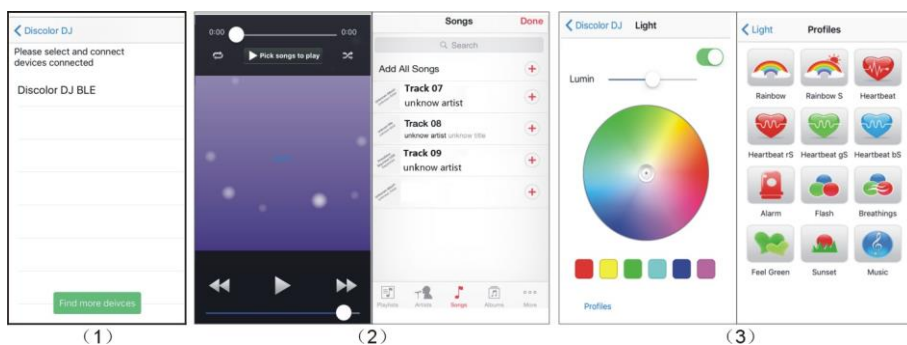 Discolor DJ
Please select and connect
devices connected
Discolor DJ BLE
Find more deivces
(1)
0:00
0:00
Pick songs to play
Songs
Done
Search
Add All Songs
Track 07
unknow artist
Track 08
unknow artist unknow title
Track 09
unknow artist
Playlists
Artists
Songs
Albums
More
(2)
Discolor DJ
Light
Lumin
Profiles
Light
Profiles
Rainbow
Rainbow S
Heartbeat
Heartbeat rS
Heartbeat gS
Heartbeat bS
Alarm
Flash
Breathings
Feel Green
Sunset
Music
(3)